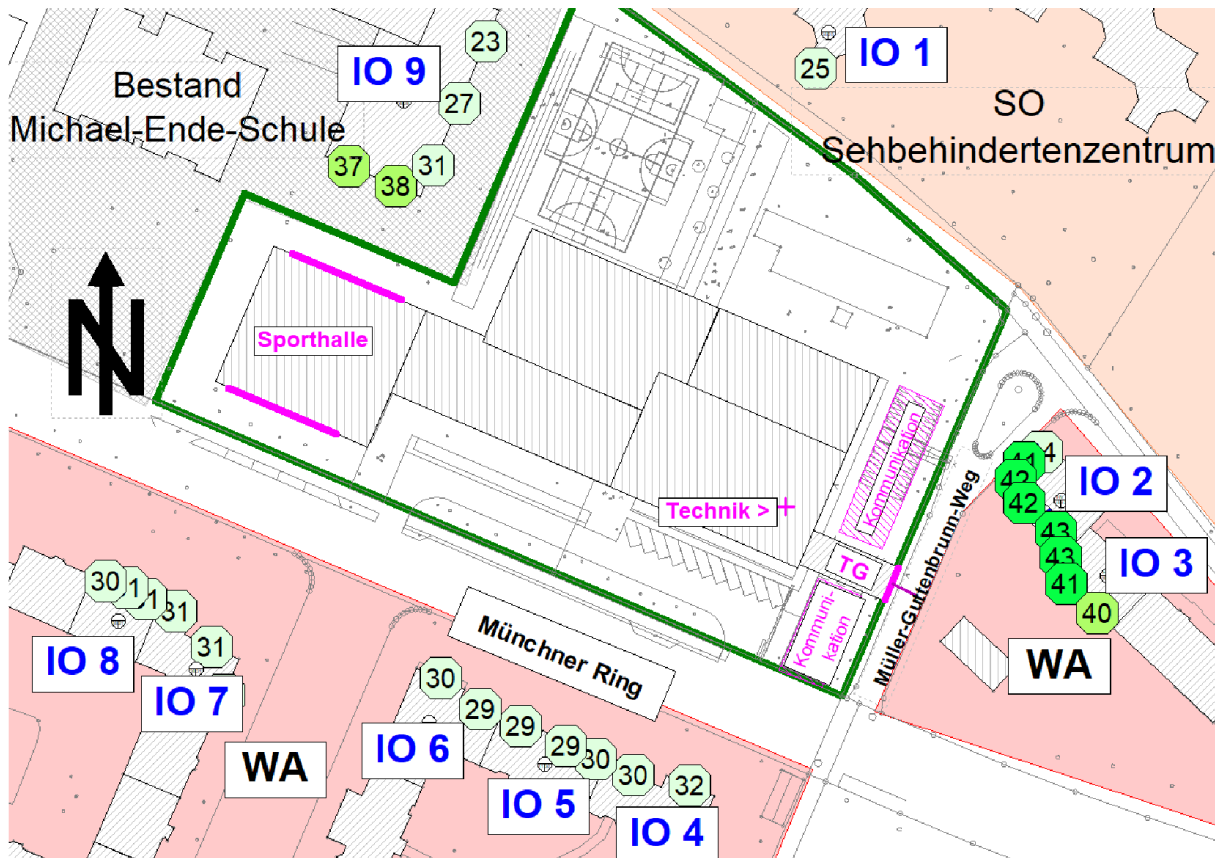 23
IO 9
25
IO 1
Bestand
Michael-Ende-Schule
27
SO
Sehbehindertenzentrum
37
38
31
N
Sporthalle
Kommunikation
Technik >
TG
Kommuni-
kation
Müller-Guttenbrunn-Weg
42
IO 2
43
43
IO 3
41
40
WA
30
31
31
IO 8
IO 7
Münchner Ring
WA
30
29
29
29
30
30
32
IO 6
IO 5
IO 4